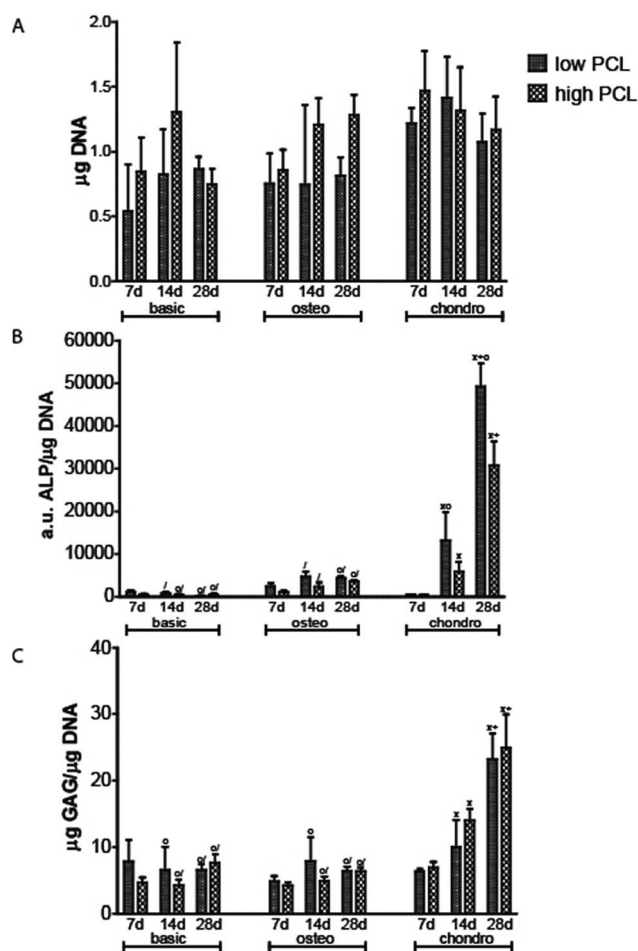 A
µg DNA
2.0
1.5
1.0
0.5
0.0
low PCL
high PCL
7d 14d 28d 7d 14d 28d 7d 14d 28d
basic osteo chondro
B
a.u. ALP/µg DNA
60000
50000
40000
30000
20000
10000
0
x+o
x+
xo
x
/ o/ o/ o/
/ / o/ o/
7d 14d 28d 7d 14d 28d 7d 14d 28d
basic osteo chondro
C
µg GAG/µg DNA
40
30
20
10
0
x+ x+
x x
o o/ o/ o/
o o/ o/ o/
7d 14d 28d 7d 14d 28d 7d 14d 28d
basic osteo chondro